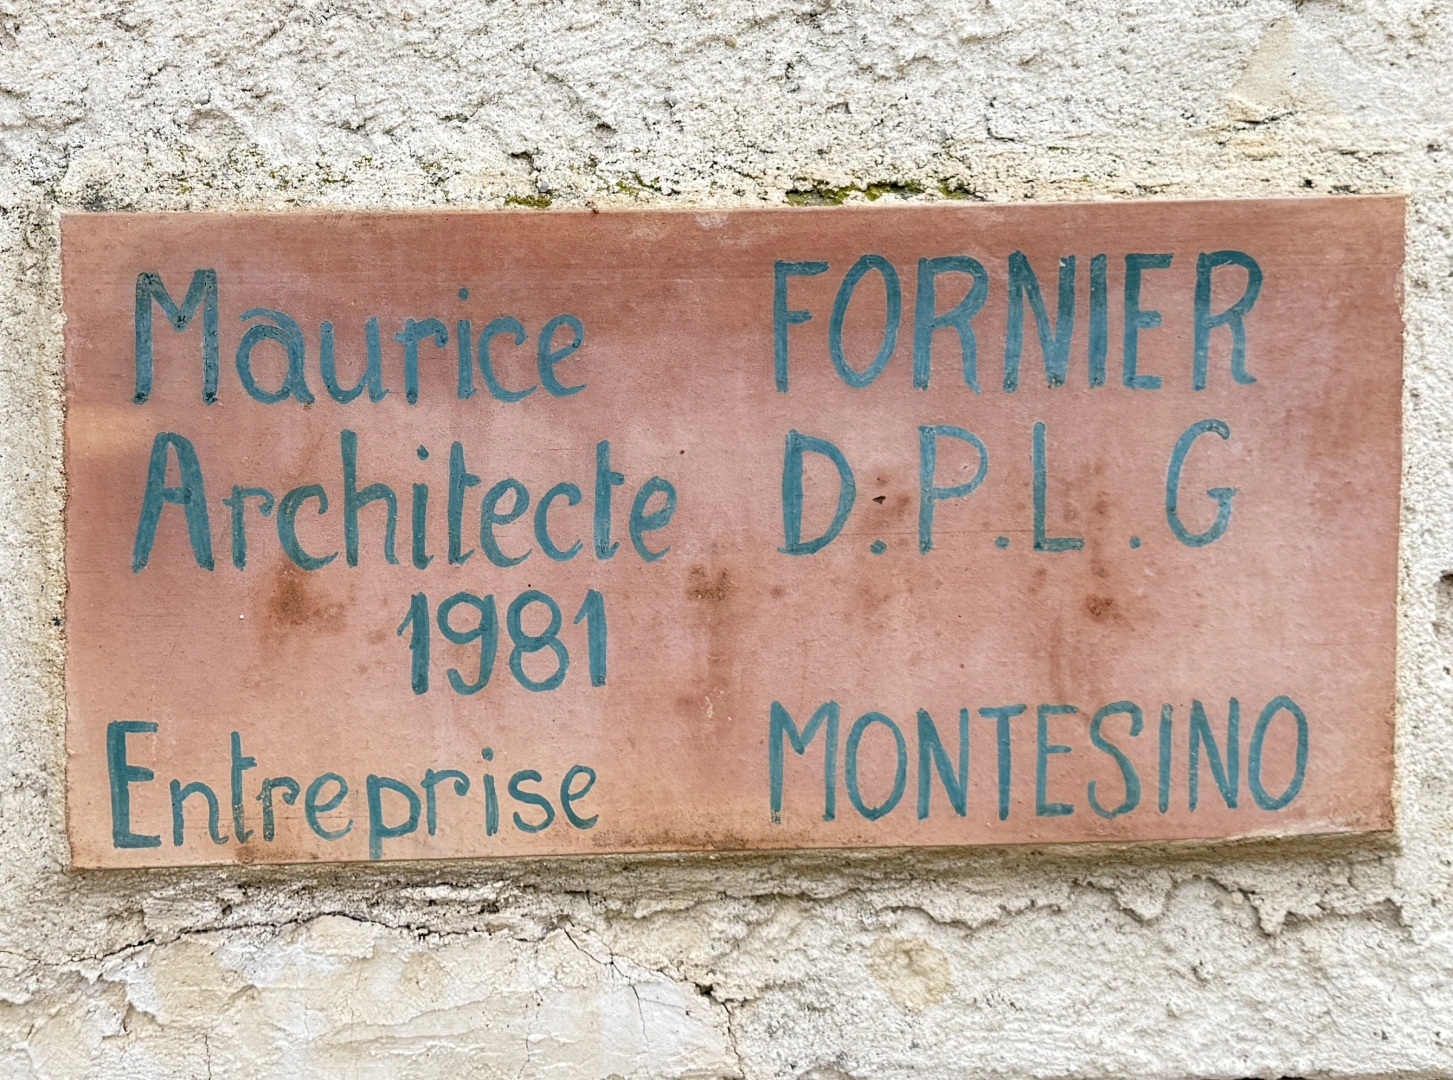 Maurice FORNIER
Architecte D.P.L.G
1981
Entreprise MONTESINO